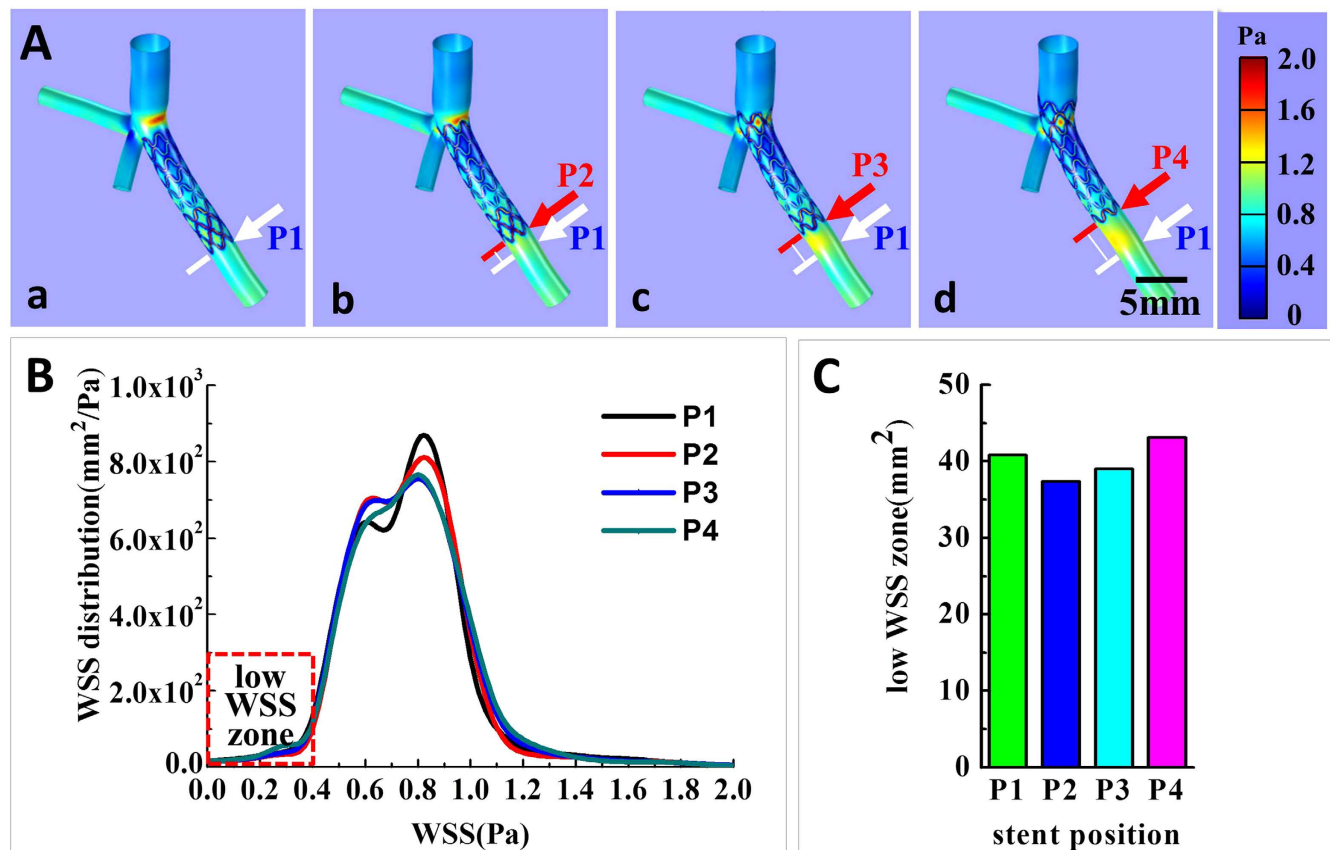 A
a
P1
b
P2
P1
c
P3
P1
d
P4
P1
5mm
Pa
2.0
1.6
1.2
0.8
0.4
0
B
WSS distribution(mm²/Pa)
1.0x10³
8.0x10²
6.0x10²
4.0x10²
2.0x10²
0.0
low
WSS
zone
P1
P2
P3
P4
0.0 0.2 0.4 0.6 0.8 1.0 1.2 1.4 1.6 1.8 2.0
WSS(Pa)
C
low WSS zone(mm²)
50
40
30
20
10
0
P1 P2 P3 P4
stent position